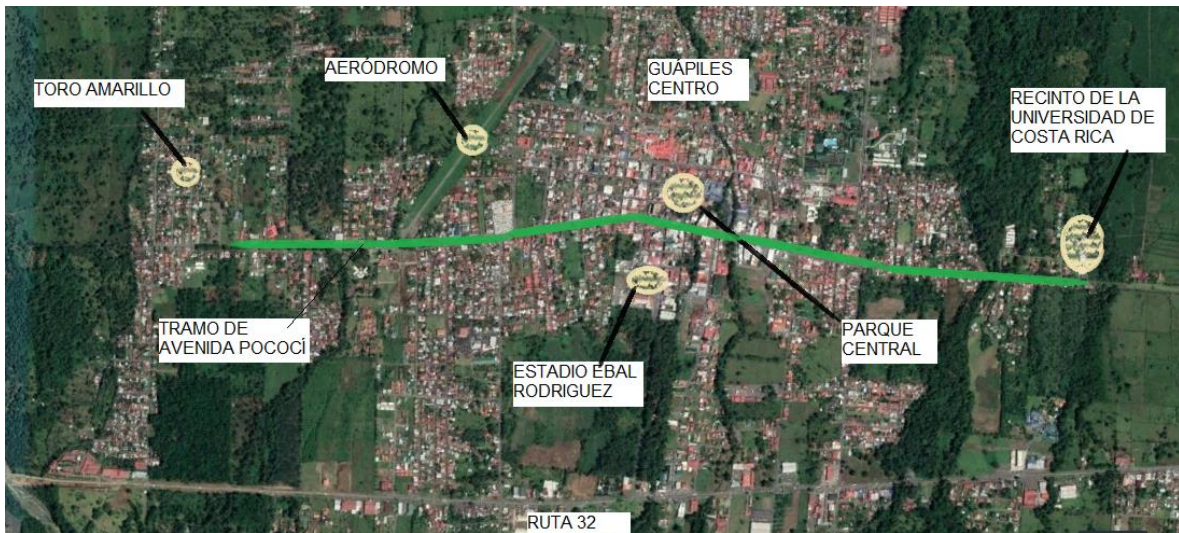 TORO AMARILLO
AERÓDROMO
GUÁPILES
CENTRO
RECINTO DE LA
UNIVERSIDAD DE
COSTA RICA
TRAMO DE
AVENIDA POCOCÍ
ESTADIO EBAL
RODRIGUEZ
PARQUE
CENTRAL
RUTA 32